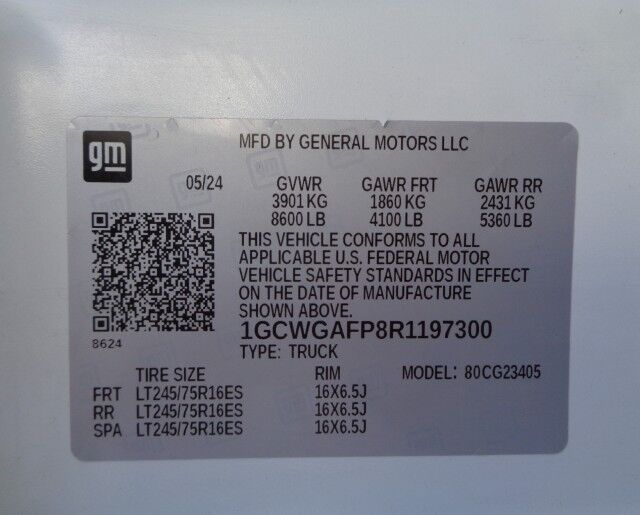 gm
MFD BY GENERAL MOTORS LLC
05/24 GVWR GAWR FRT GAWR RR
3901 KG 1860 KG 2431 KG
8600 LB 4100 LB 5360 LB
THIS VEHICLE CONFORMS TO ALL
APPLICABLE U.S. FEDERAL MOTOR
VEHICLE SAFETY STANDARDS IN EFFECT
ON THE DATE OF MANUFACTURE
SHOWN ABOVE.
1GCWGAFP8R1197300
8624
TYPE: TRUCK
TIRE SIZE RIM MODEL: 80CG23405
FRT LT245/75R16ES 16X6.5J
RR LT245/75R16ES 16X6.5J
SPA LT245/75R16ES 16X6.5J